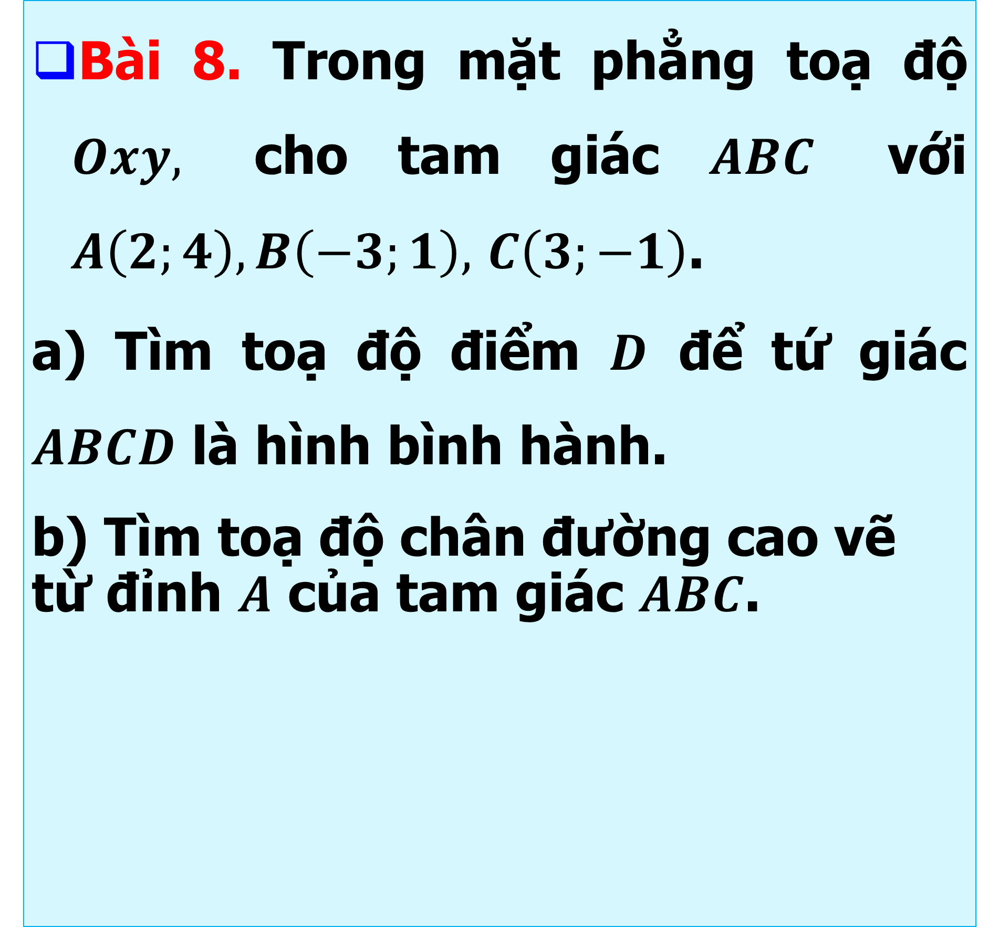 ❑Bài 8. Trong mặt phẳng toạ độ
Oxy, cho tam giác ABC với
A(2; 4), B(−3; 1), C(3; −1).
a) Tìm toạ độ điểm D để tứ giác
ABCD là hình bình hành.
b) Tìm toạ độ chân đường cao vẽ
từ đỉnh A của tam giác ABC.